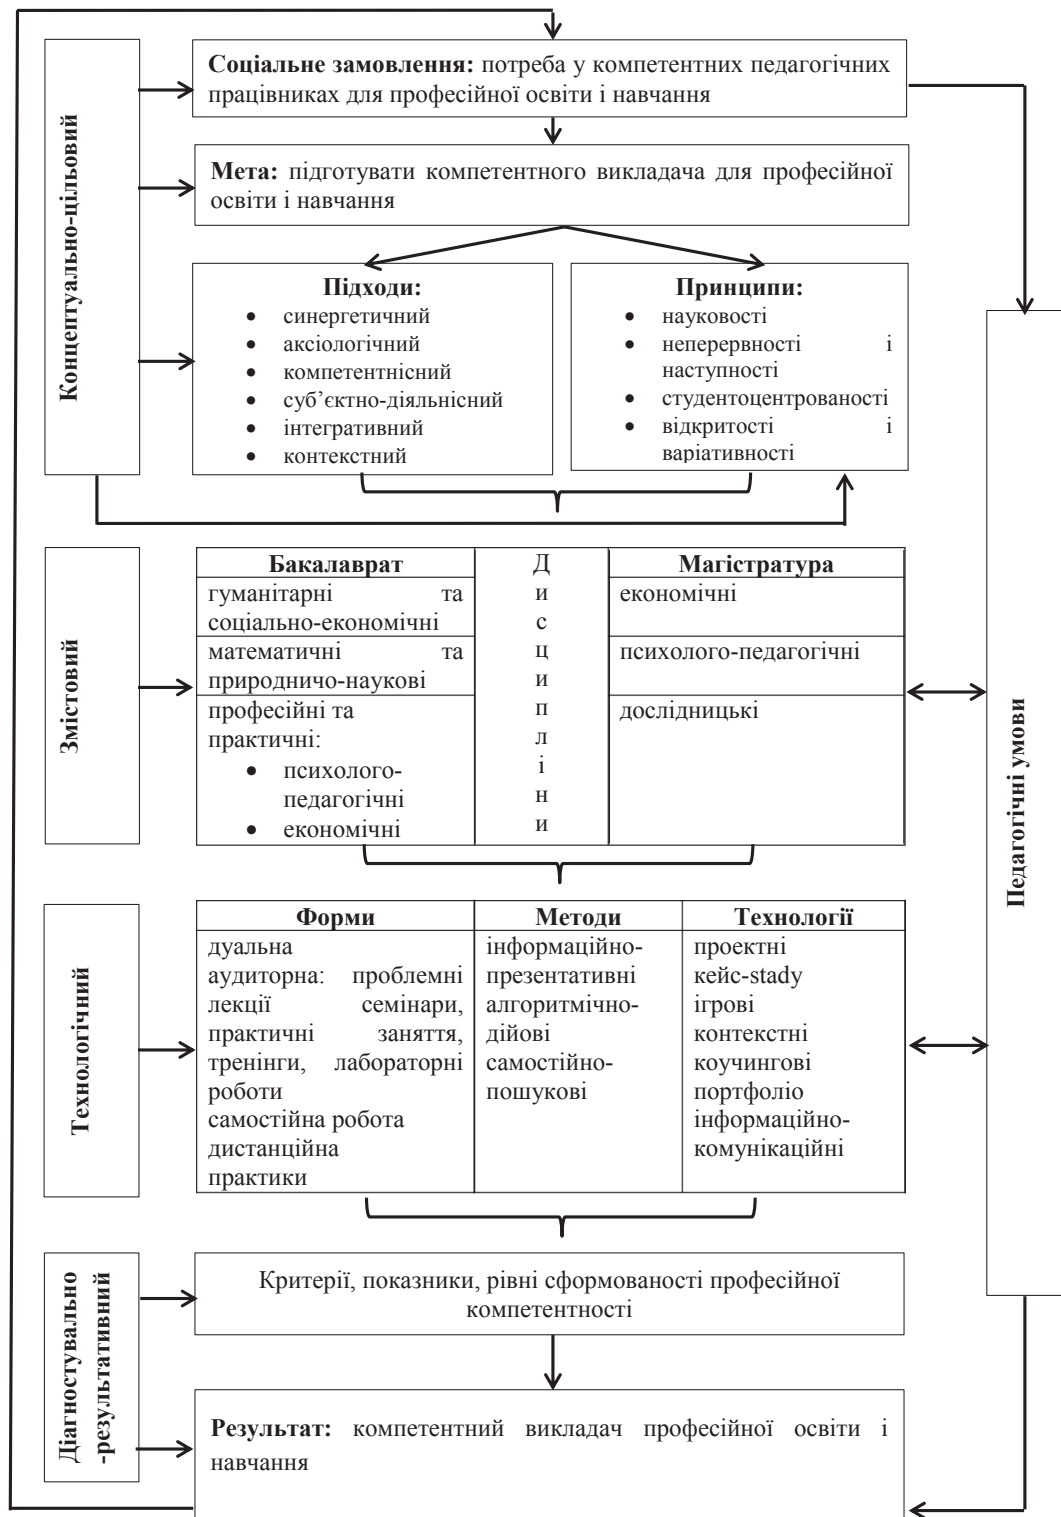 Концептуально-цільовий
Соціальне замовлення: потреба у компетентних педагогічних
працівниках для професійної освіти і навчання
Мета: підготувати компетентного викладача для професійної
освіти і навчання
Підходи:
• синергетичний
• аксіологічний
• компетентнісний
• суб’єктно-діяльнісний
• інтегративний
• контекстний
Принципи:
• науковості
• неперервності і
наступності
• студентоцентрованості
• відкритості і
варіативності
Змістовий
Бакалаврат
гуманітарні та
соціально-економічні
математичні та
природничо-наукові
професійні та
практичні:
• психолого-
педагогічні
• економічні
Дисципліни
Магістратура
економічні
психолого-педагогічні
дослідницькі
Педагогічні умови
Технологічний
Форми
дуальна
аудиторна: проблемні
лекції семінари,
практичні заняття,
тренінги, лабораторні
роботи
самостійна робота
дистанційна
практики
Методи
інформаційно-
презентативні
алгоритмічно-
дійові
самостійно-
пошукові
Технології
проектні
кейс-stady
ігрові
контекстні
коучингові
портфоліо
інформаційно-
комунікаційні
Діагностувально
-результативний
Критерії, показники, рівні сформованості професійної
компетентності
Результат: компетентний викладач професійної освіти і
навчання